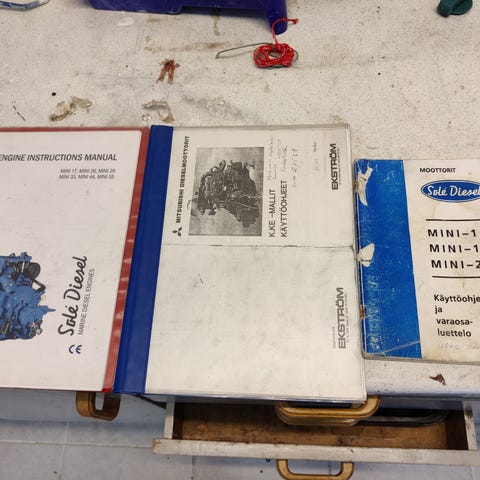 ENGINE INSTRUCTIONS MANUAL
MINI 17, MINI 26, MINI 29
MINI 33, MINI 44, MINI 55
Solé Diesel
MARINE DIESEL ENGINES
CE
MITSUBISHI DIESELMOOTTORIT
K,KE -MALLIT
KÄYTTÖOHJEET
EKSTRÖM
EKSTRÖM
MOOTTORIT
Solé Diesel
MINI-1
MINI-1
MINI-2
Käyttöohje
ja
varaosa-
luettelo